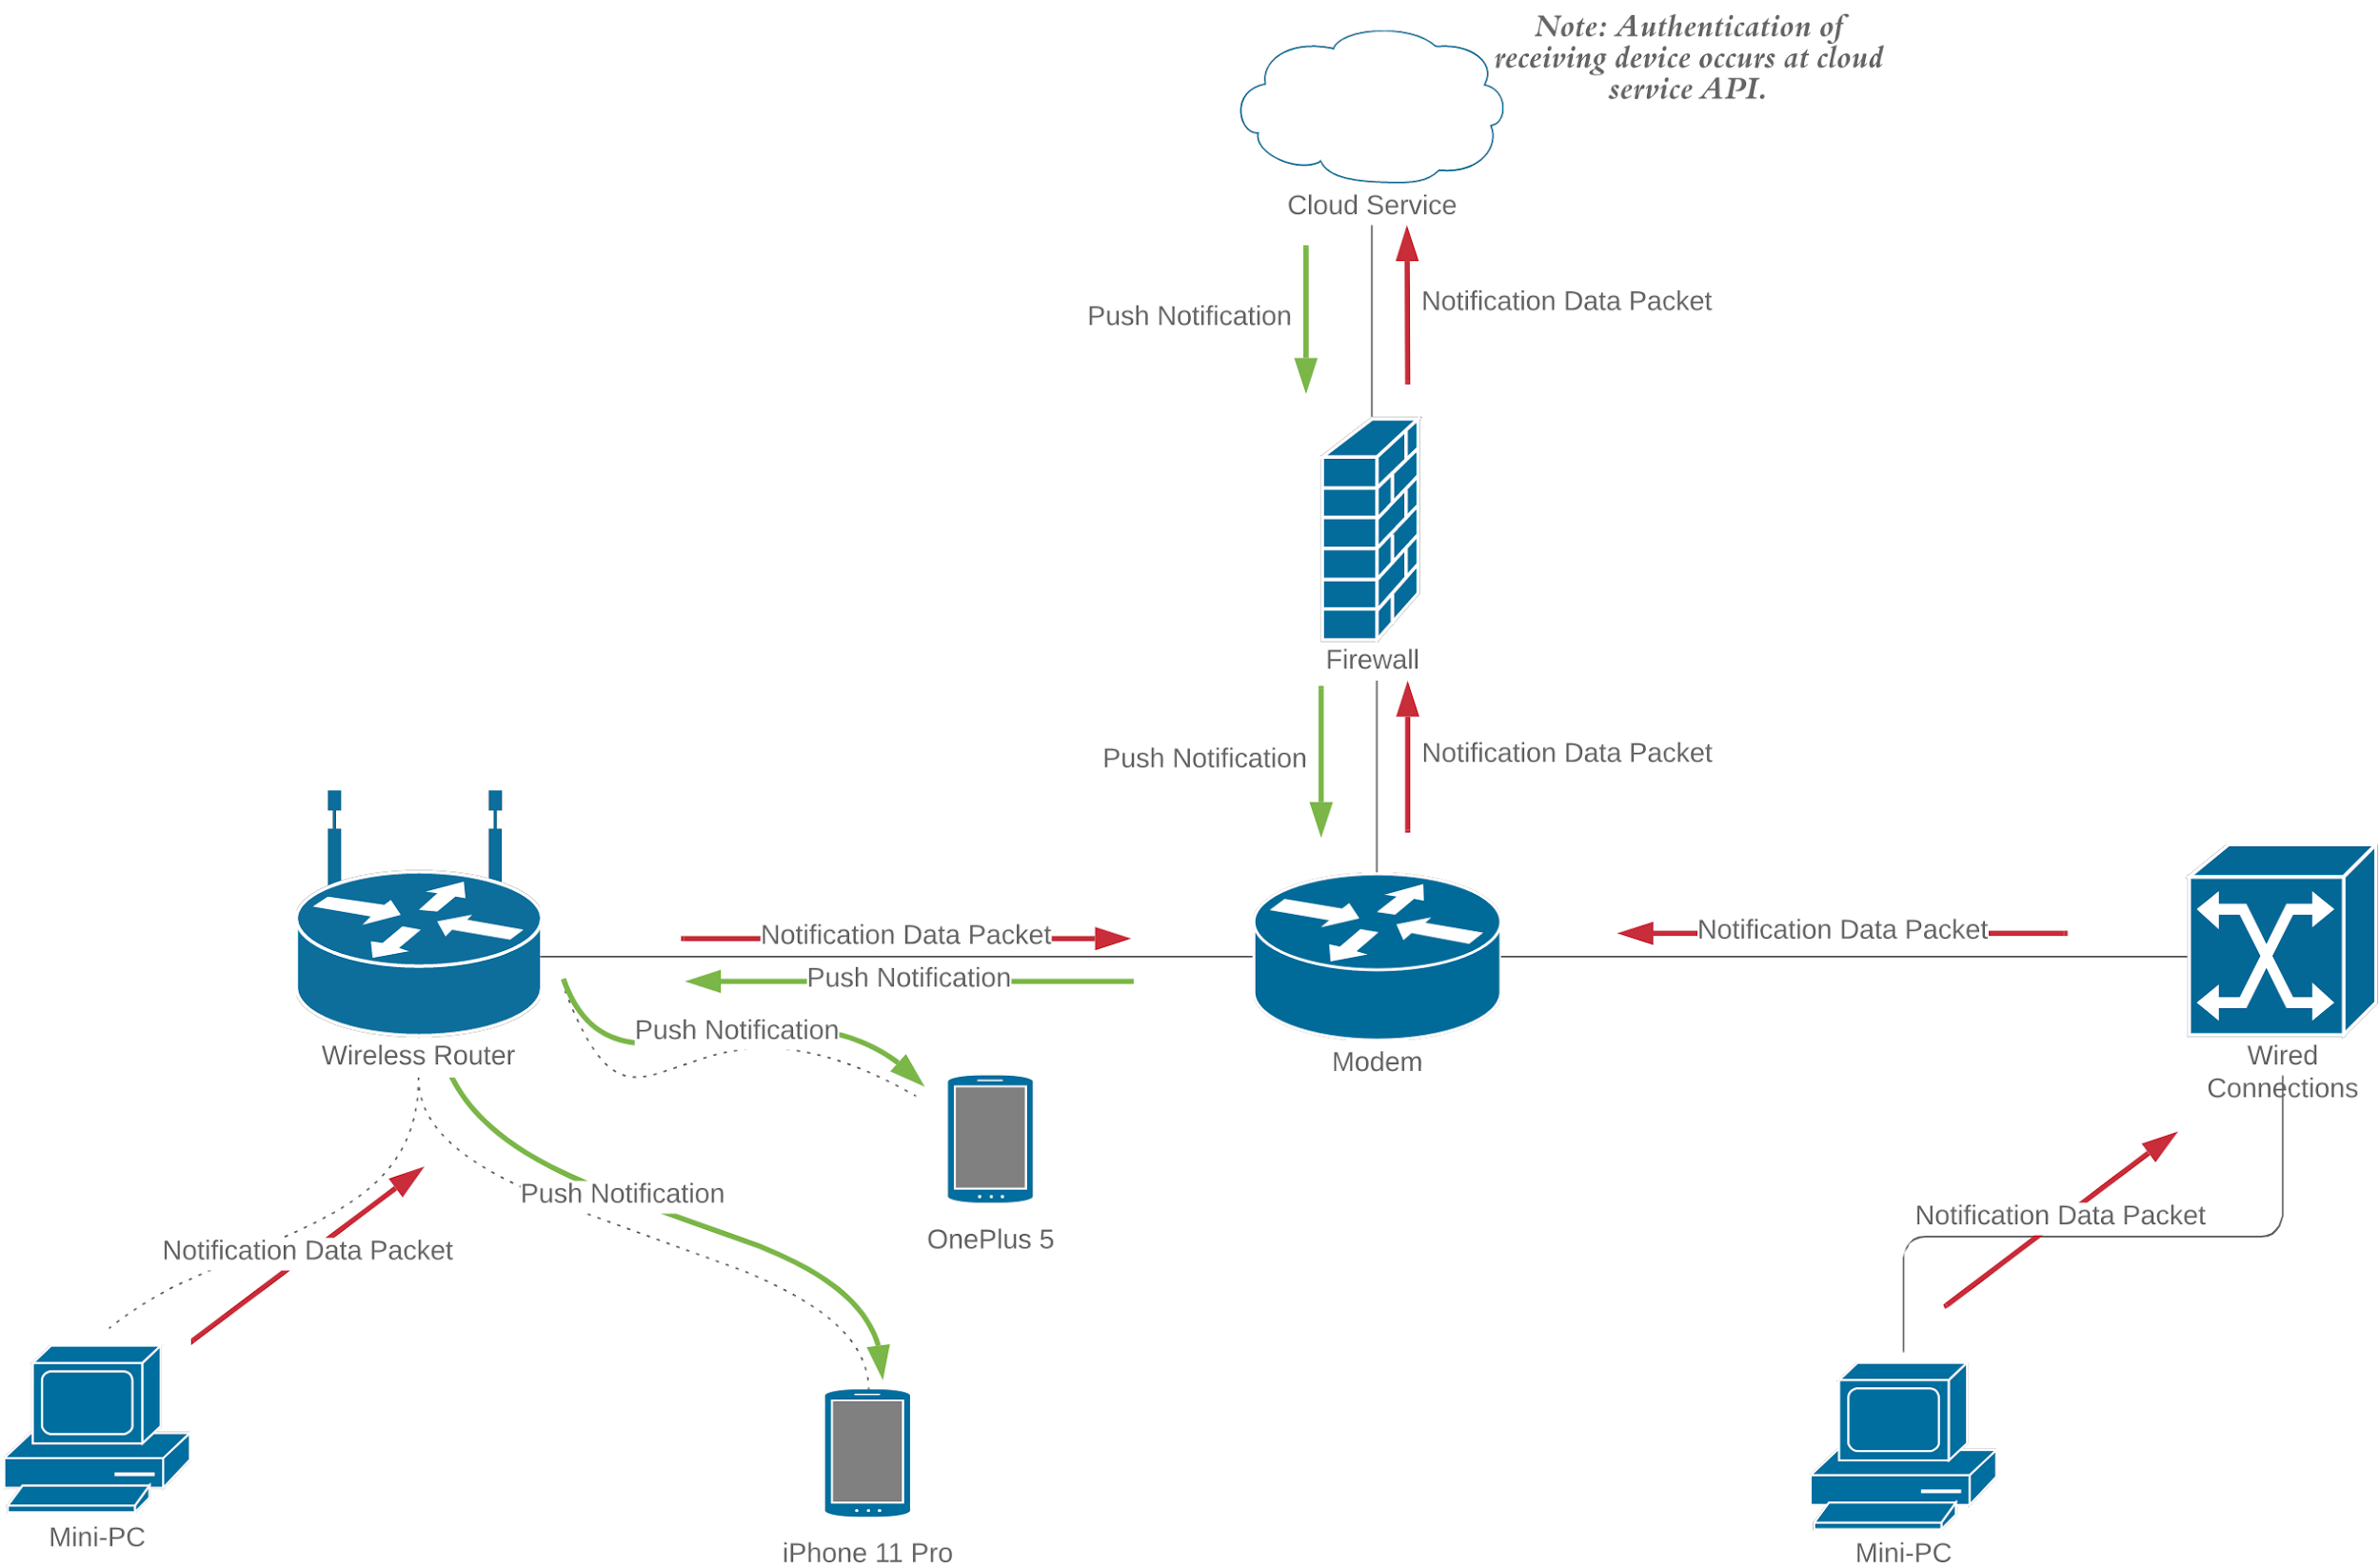 Note: Authentication of
receiving device occurs at cloud
service API.
Cloud Service
Push Notification
Notification Data Packet
Firewall
Push Notification
Notification Data Packet
Notification Data Packet
Push Notification
Notification Data Packet
Push Notification
Wireless Router
Modem
Wired
Connections
Push Notification
Notification Data Packet
OnePlus 5
Notification Data Packet
Mini-PC
iPhone 11 Pro
Mini-PC